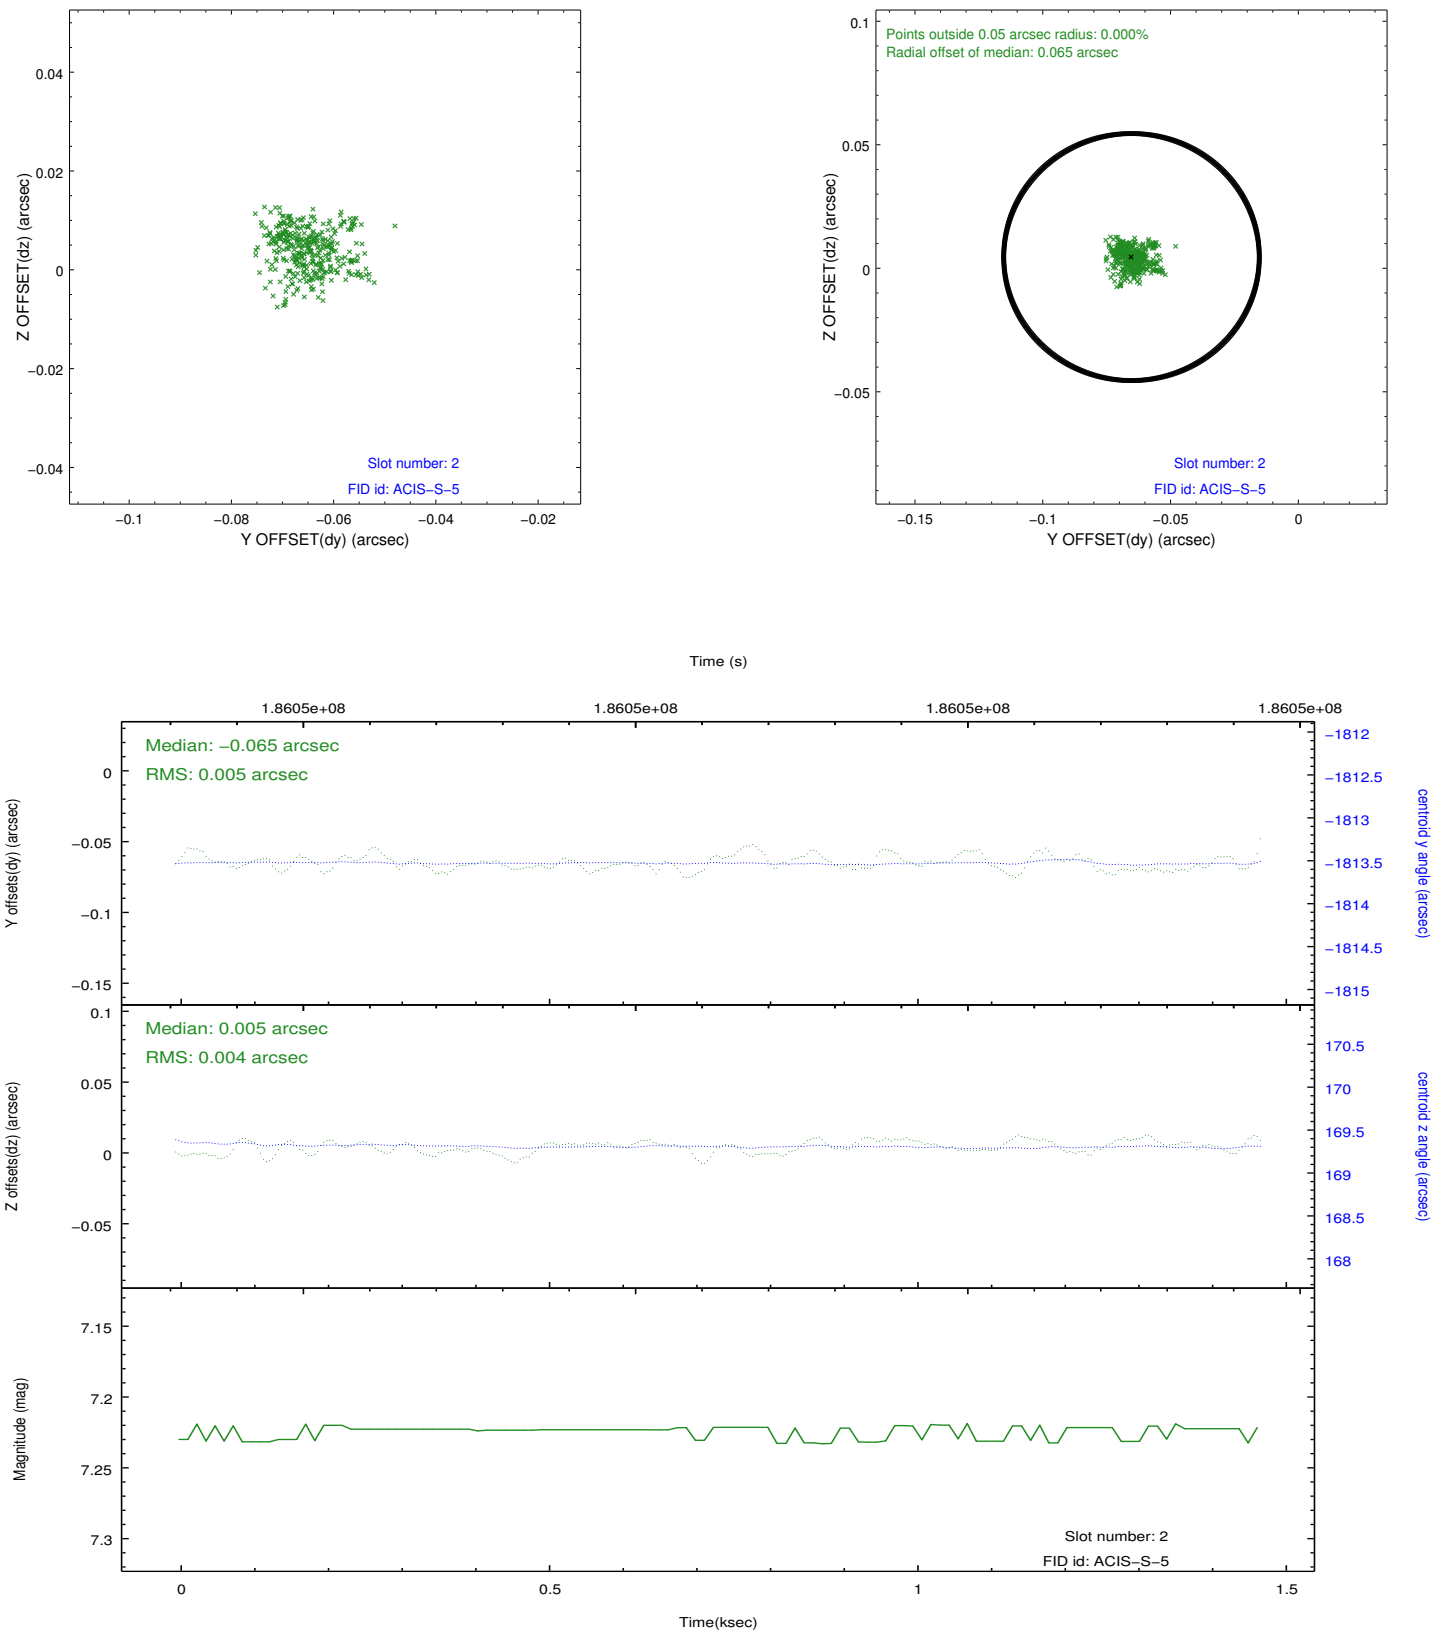 0.04
0.02
0
−0.02
−0.04
Z OFFSET(dz) (arcsec)
Slot number: 2
FID id: ACIS−S−5
−0.1
−0.08
−0.06
−0.04
−0.02
Y OFFSET(dy) (arcsec)
Points outside 0.05 arcsec radius: 0.000%
Radial offset of median: 0.065 arcsec
0.1
0.05
0
−0.05
Z OFFSET(dz) (arcsec)
Slot number: 2
FID id: ACIS−S−5
−0.15
−0.1
−0.05
0
Y OFFSET(dy) (arcsec)
Time (s)
1.8605e+08
1.8605e+08
1.8605e+08
1.8605e+08
Median: −0.065 arcsec
RMS: 0.005 arcsec
0
−0.05
−0.1
−0.15
Y offsets(dy) (arcsec)
−1812
−1812.5
−1813
−1813.5
−1814
−1814.5
−1815
centroid y angle (arcsec)
Median: 0.005 arcsec
RMS: 0.004 arcsec
0.1
0.05
0
−0.05
Z offsets(dz) (arcsec)
170.5
170
169.5
169
168.5
168
centroid z angle (arcsec)
7.15
7.2
7.25
7.3
Magnitude (mag)
Slot number: 2
FID id: ACIS−S−5
0
0.5
1
1.5
Time(ksec)